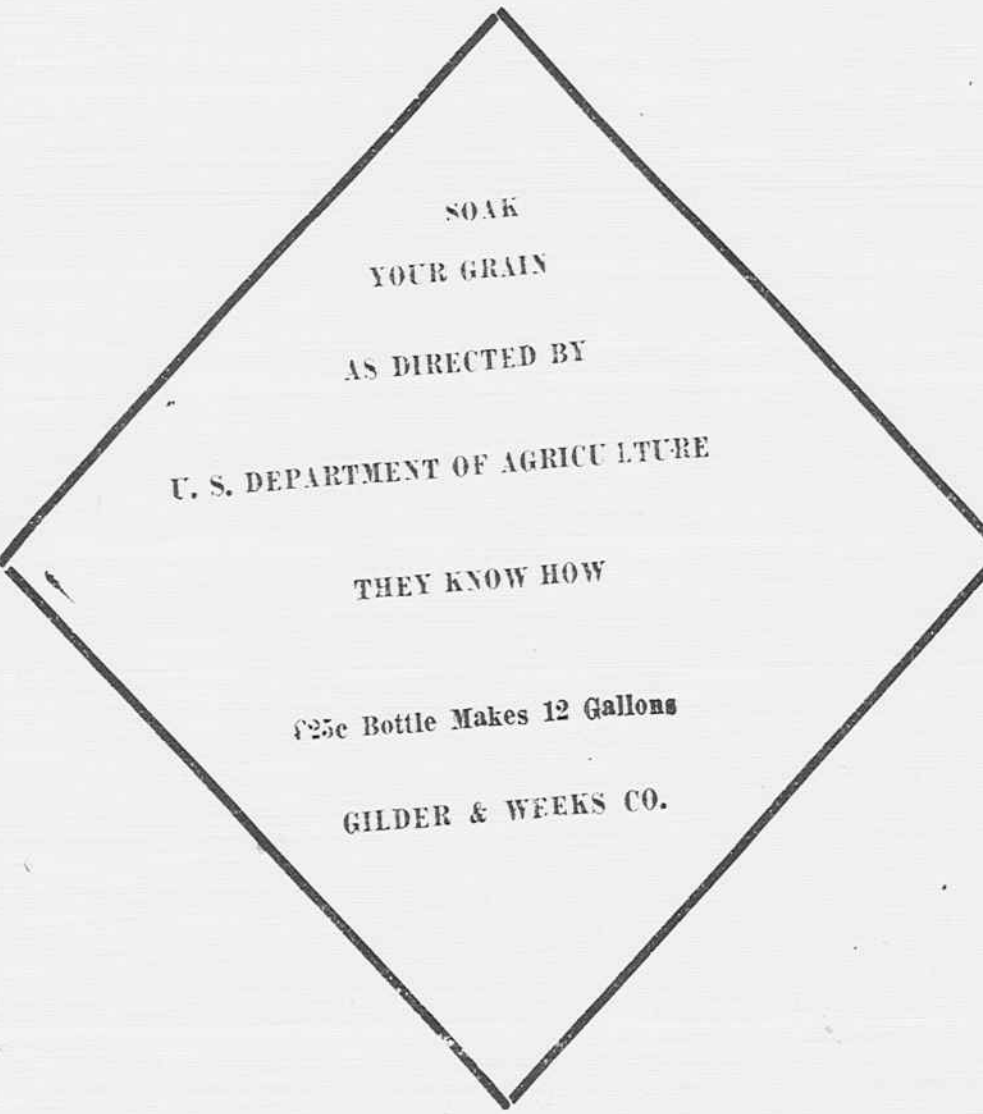 SOAK
YOUR GRAIN
AS DIRECTED BY
U. S. DEPARTMENT OF AGRICULTURE
THEY KNOW HOW
25c Bottle Makes 12 Gallons
GILDER & WEEKS CO.